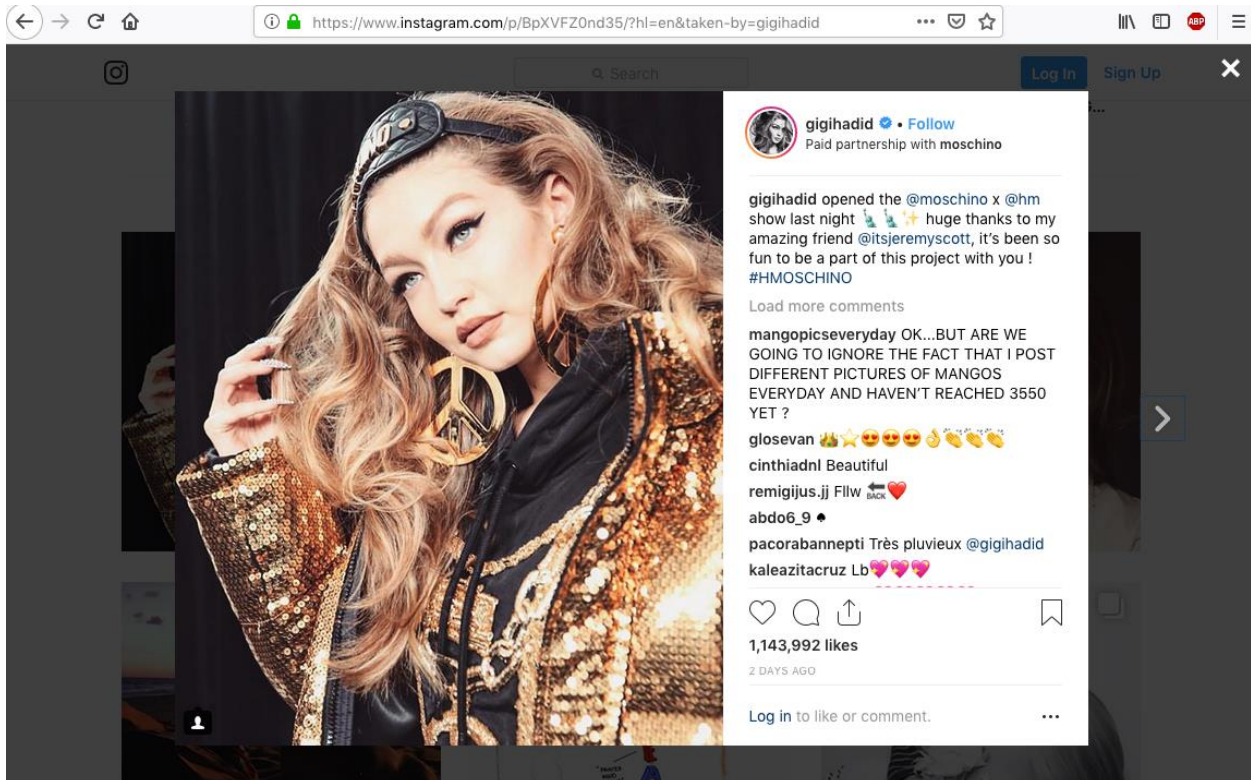 https://www.instagram.com/p/BpXVFZ0nd35/?hl=en&taken-by=gigihadid
ABP
Search
Log In
Sign Up
gigihadid • Follow
Paid partnership with moschino
gigihadid opened the @moschino x @hm
show last night 🗽🗽✨ huge thanks to my
amazing friend @itsjeremyscott, it's been so
fun to be a part of this project with you !
#HMOSCHINO
Load more comments
mangopicseveryday OK...BUT ARE WE
GOING TO IGNORE THE FACT THAT I POST
DIFFERENT PICTURES OF MANGOS
EVERYDAY AND HAVEN'T REACHED 3550
YET ?
glosevan 👑⭐😍😍😍👌👏👏👏
cinthiadnl Beautiful
remigijus.jj Fllw 🔙❤️
abdo6_9 ♠
pacorabannepti Très pluvieux @gigihadid
kaleazitacruz Lb💖💖💖
1,143,992 likes
2 DAYS AGO
Log in to like or comment.